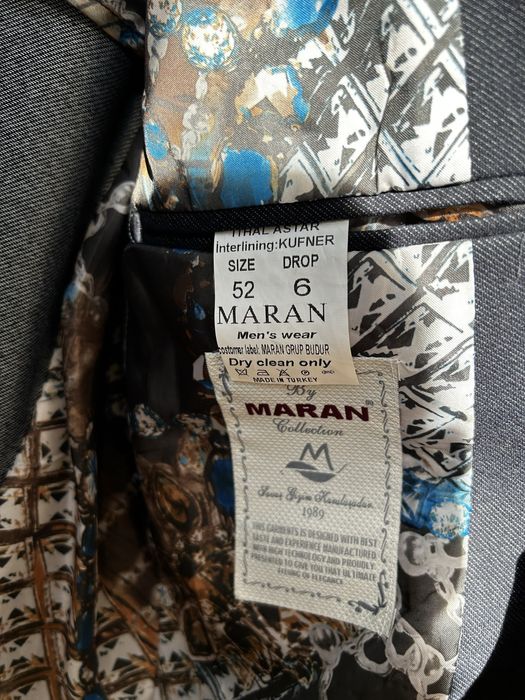 ITHAL ASTAR
Interlining:KUFNER
SIZE DROP
52 6
MARAN
Men's wear
costomer label: MARAN GRUP BUDUR
Dry clean only
MADE IN TURKEY
By
MARAN
Collection
M
1989
THIS GARMENTS IS DESIGNED WITH BEST
TASTE AND EXPERIENCE MANUFACTURED
WITH HIGH TECHNOLOGY AND PROUDLY
PRESENTED TO GIVE YOU THAT ULTIMATE
FEELING OF ELEGANCE